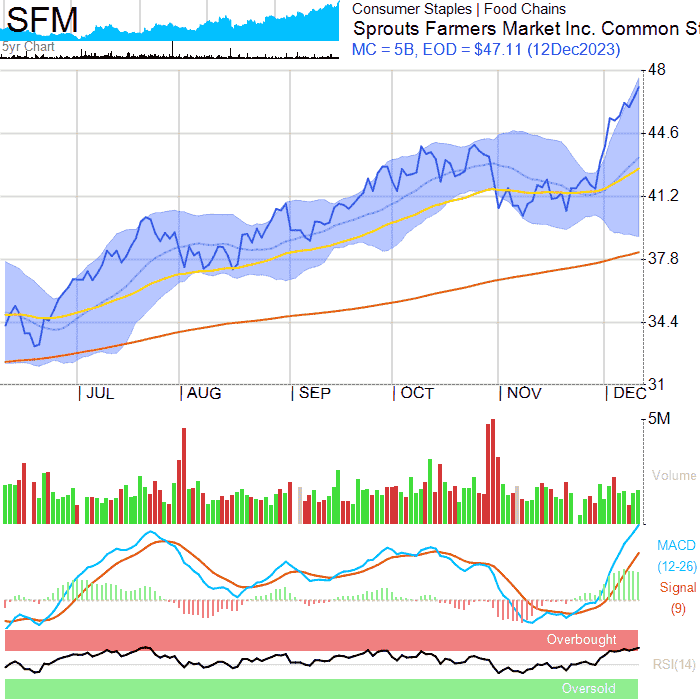 SFM
5yr Chart
Consumer Staples | Food Chains
Sprouts Farmers Market Inc. Common St
MC = 5B, EOD = $47.11 (12Dec2023)
48
44.6
41.2
37.8
34.4
31
| JUL | AUG | SEP | OCT | NOV | DEC
5M
Volume
MACD
(12-26)
Signal
(9)
Overbought
RSI(14)
Oversold